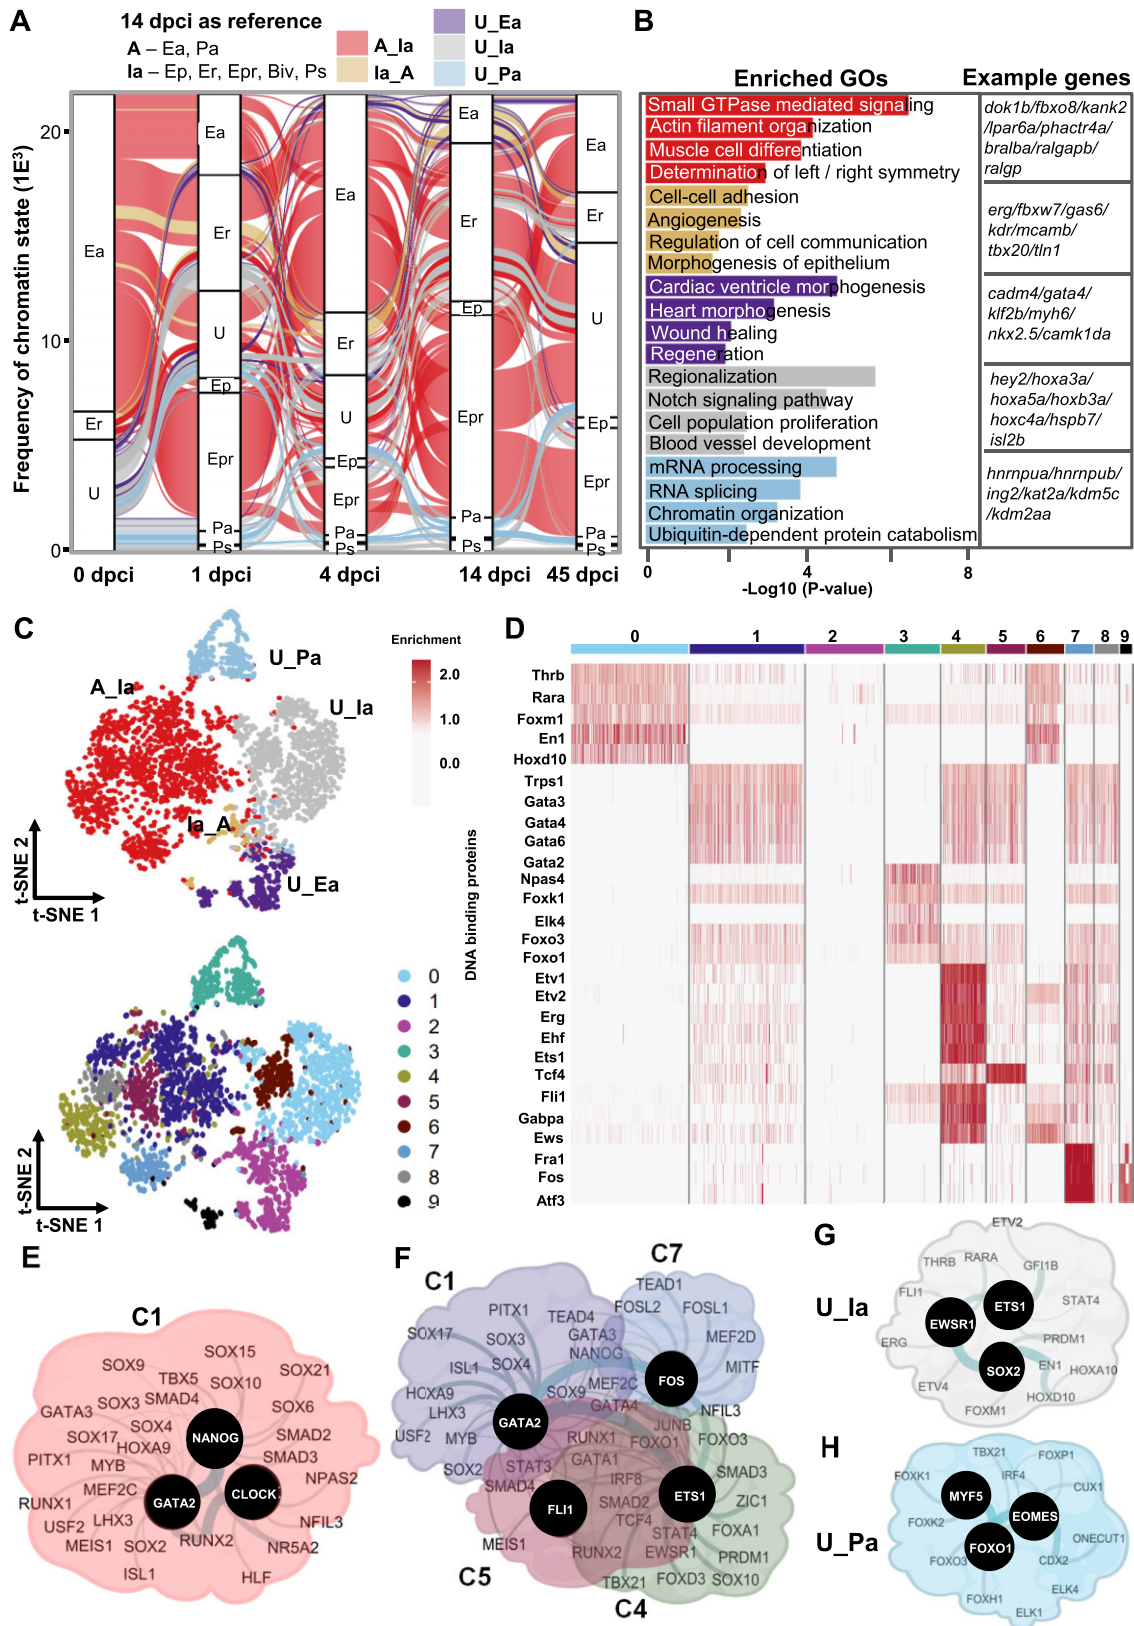 A
14 dpci as reference
A – Ea, Pa
Ia – Ep, Er, Epr, Biv, Ps
A_Ia
Ia_A
U_Ea
U_Ia
U_Pa
Frequency of chromatin state (1E³)
20
10
0
Ea
Er
U
Ea
Er
U
Ep
Epr
Pa
Ps
Ea
Er
U
Ep
Epr
Pa
Ps
Ea
Er
Ep
Epr
Pa
Ps
Ea
Er
U
Ep
Epr
Pa
Ps
0 dpci
1 dpci
4 dpci
14 dpci
45 dpci
B
Enriched GOs
Example genes
Small GTPase mediated signaling
Actin filament organization
Muscle cell differentiation
Determination of left / right symmetry
Cell-cell adhesion
Angiogenesis
Regulation of cell communication
Morphogenesis of epithelium
Cardiac ventricle morphogenesis
Heart morphogenesis
Wound healing
Regeneration
Regionalization
Notch signaling pathway
Cell population proliferation
Blood vessel development
mRNA processing
RNA splicing
Chromatin organization
Ubiquitin-dependent protein catabolism
dok1b/fbxo8/kank2
/lpar6a/phactr4a/
bralba/ralgapb/
ralgp
erg/fbxw7/gas6/
kdr/mcamb/
tbx20/tln1
cadm4/gata4/
klf2b/myh6/
nkx2.5/camk1da
hey2/hoxa3a/
hoxa5a/hoxb3a/
hoxc4a/hspb7/
isl2b
hnrnpua/hnrnpub/
ing2/kat2a/kdm5c
/kdm2aa
0
4
8
-Log10 (P-value)
C
U_Pa
A_Ia
U_Ia
Ia_A
U_Ea
t-SNE 2
t-SNE 1
Enrichment
2.0
1.0
0.0
0
1
2
3
4
5
6
7
8
9
t-SNE 2
t-SNE 1
D
0
1
2
3
4
5
6
7
8
9
DNA binding proteins
Thrb
Rara
Foxm1
En1
Hoxd10
Trps1
Gata3
Gata4
Gata6
Gata2
Npas4
Foxk1
Elk4
Foxo3
Foxo1
Etv1
Etv2
Erg
Ehf
Ets1
Tcf4
Fli1
Gabpa
Ews
Fra1
Fos
Atf3
E
C1
SOX15
SOX9
SOX21
TBX5
SOX10
SOX3
SMAD4
SOX6
GATA3
SOX4
NANOG
SMAD2
SOX17
HOXA9
SMAD3
PITX1
MYB
NPAS2
MEF2C
GATA2
CLOCK
RUNX1
LHX3
NFIL3
USF2
RUNX2
MEIS1
SOX2
NR5A2
ISL1
HLF
F
C1
C7
TEAD1
PITX1
TEAD4
FOSL2
FOSL1
SOX17
SOX3
GATA3
MEF2D
NANOG
ISL1
SOX4
MITF
MEF2C
FOS
HOXA9
SOX9
LHX3
GATA4
NFIL3
GATA2
JUNB
USF2
MYB
RUNX1
FOXO1
FOXO3
GATA1
SOX2
STAT3
IRF8
SMAD3
SMAD4
SMAD2
ETS1
ZIC1
FLI1
TCF4
STAT4
FOXA1
MEIS1
RUNX2
EWSR1
PRDM1
C5
TBX21
FOXD3
SOX10
C4
G
U_Ia
ETV2
THRB
RARA
GFI1B
FLI1
ETS1
STAT4
EWSR1
ERG
PRDM1
SOX2
EN1
HOXA10
ETV4
HOXD10
FOXM1
H
U_Pa
TBX21
FOXP1
FOXK1
IRF4
CUX1
MYF5
EOMES
FOXK2
ONECUT1
FOXO1
FOXO3
CDX2
FOXH1
ELK4
ELK1